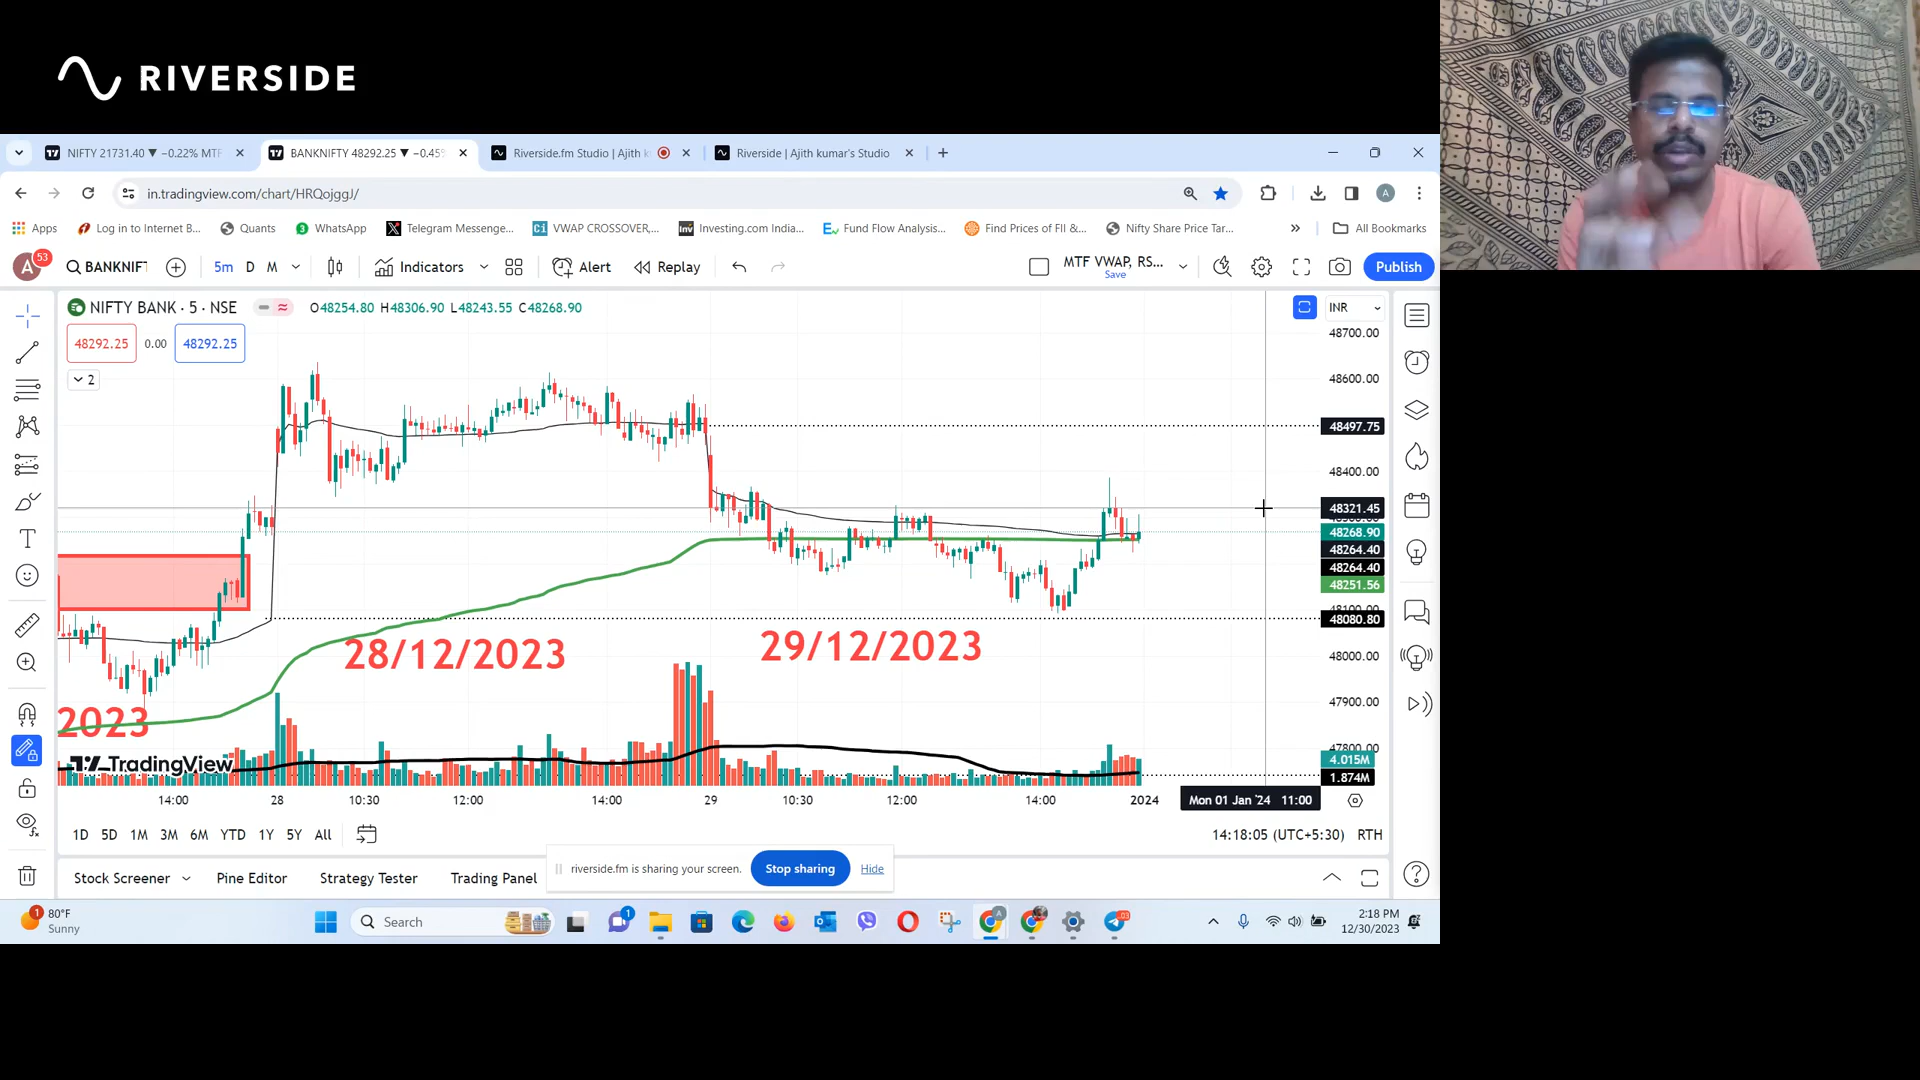 RIVERSIDE
NIFTY 21731.40 ▼ −0.22% MTF
BANKNIFTY 48292.25 ▼ −0.45%
Riverside.fm Studio | Ajith k
Riverside | Ajith kumar's Studio
in.tradingview.com/chart/HRQojggJ/
A
Apps
Log in to Internet B...
Quants
WhatsApp
Telegram Messenge...
VWAP CROSSOVER,...
Investing.com India...
Fund Flow Analysis...
Find Prices of FII &...
Nifty Share Price Tar...
All Bookmarks
A
53
BANKNIFT
5m
D
M
Indicators
Alert
Replay
MTF VWAP, RS...
Save
Publish
NIFTY BANK · 5 · NSE
O48254.80 H48306.90 L48243.55 C48268.90
INR
48292.25
0.00
48292.25
2
48700.00
48600.00
48497.75
48400.00
48321.45
48268.90
48264.40
48264.40
48251.56
48100.00
48080.80
48000.00
47900.00
47800.00
4.015M
1.874M
28/12/2023
29/12/2023
2023
TradingView
14:00
28
10:30
12:00
14:00
29
10:30
12:00
14:00
2024
Mon 01 Jan '24 11:00
1D
5D
1M
3M
6M
YTD
1Y
5Y
All
14:18:05 (UTC+5:30)
RTH
riverside.fm is sharing your screen.
Stop sharing
Hide
Stock Screener
Pine Editor
Strategy Tester
Trading Panel
1
80°F
Sunny
Search
1
2:18 PM
12/30/2023